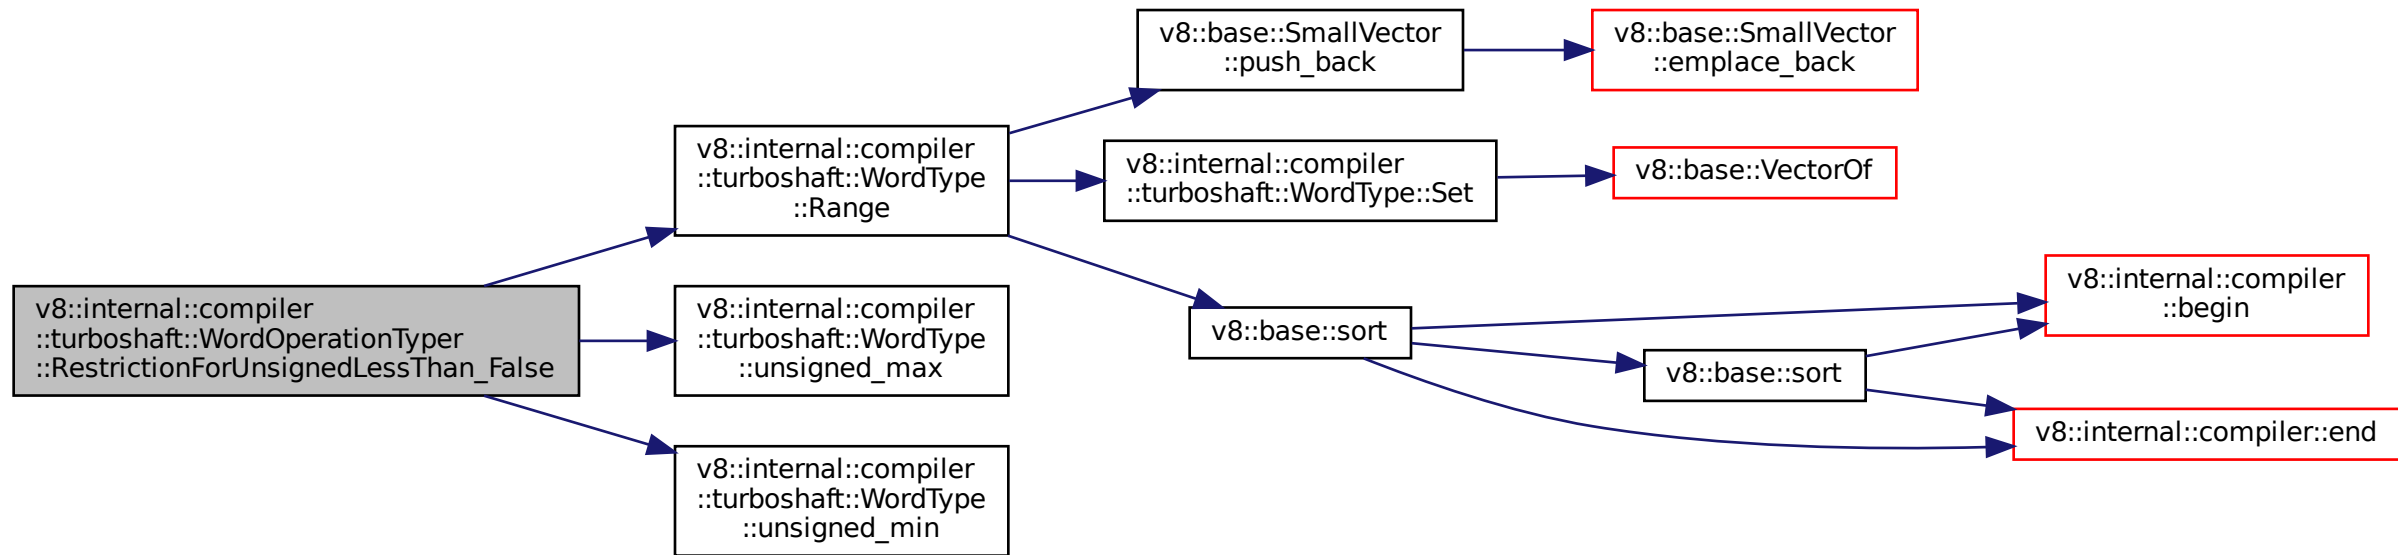 v8::internal::compiler
::turboshaft::WordOperationTyper
::RestrictionForUnsignedLessThan_False
v8::internal::compiler
::turboshaft::WordType
::Range
v8::base::SmallVector
::push_back
v8::base::SmallVector
::emplace_back
v8::internal::compiler
::turboshaft::WordType::Set
v8::base::VectorOf
v8::base::sort
v8::internal::compiler
::begin
v8::base::sort
v8::internal::compiler::end
v8::internal::compiler
::turboshaft::WordType
::unsigned_max
v8::internal::compiler
::turboshaft::WordType
::unsigned_min